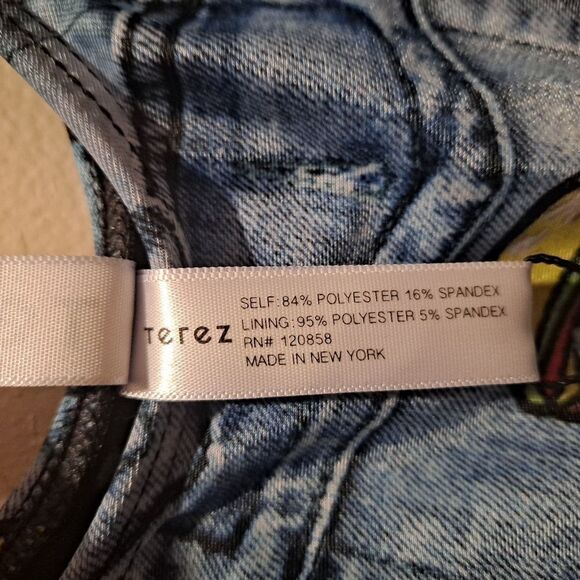 Terez
SELF: 84% POLYESTER 16% SPANDEX
LINING: 95% POLYESTER 5% SPANDEX
RN# 120858
MADE IN NEW YORK